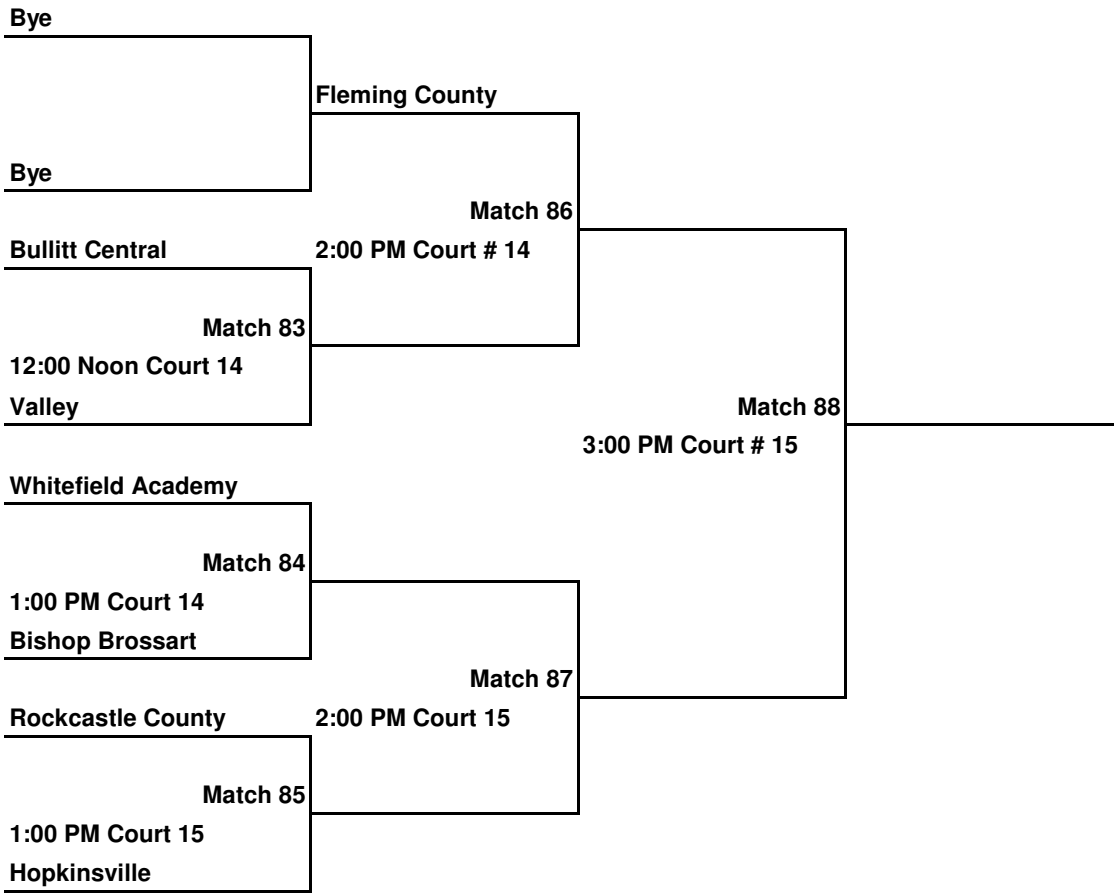 Bye
Fleming County
Bye
Match 86
Bullitt Central
2:00 PM Court # 14
Match 83
12:00 Noon Court 14
Valley
Match 88
3:00 PM Court # 15
Whitefield Academy
Match 84
1:00 PM Court 14
Bishop Brossart
Match 87
Rockcastle County
2:00 PM Court 15
Match 85
1:00 PM Court 15
Hopkinsville